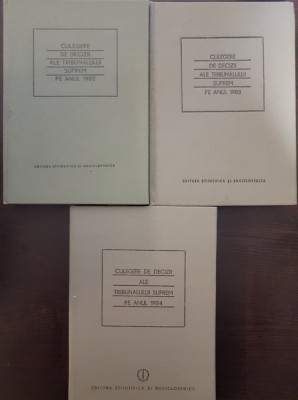 CULEGERE
DE DECIZII
ALE TRIBUNALULUI
SUPREM
PE ANUL 1982
CULEGERE
DE DECIZII
ALE TRIBUNALULUI
SUPREM
PE ANUL 1983
EDITURA ȘTIINȚIFICĂ ȘI ENCICLOPEDICĂ
EDITURA ȘTIINȚIFICĂ ȘI ENCICLOPEDICĂ
CULEGERE DE DECIZII
ALE
TRIBUNALULUI SUPREM
PE ANUL 1984
EDITURA ȘTIINȚIFICĂ ȘI ENCICLOPEDICĂ